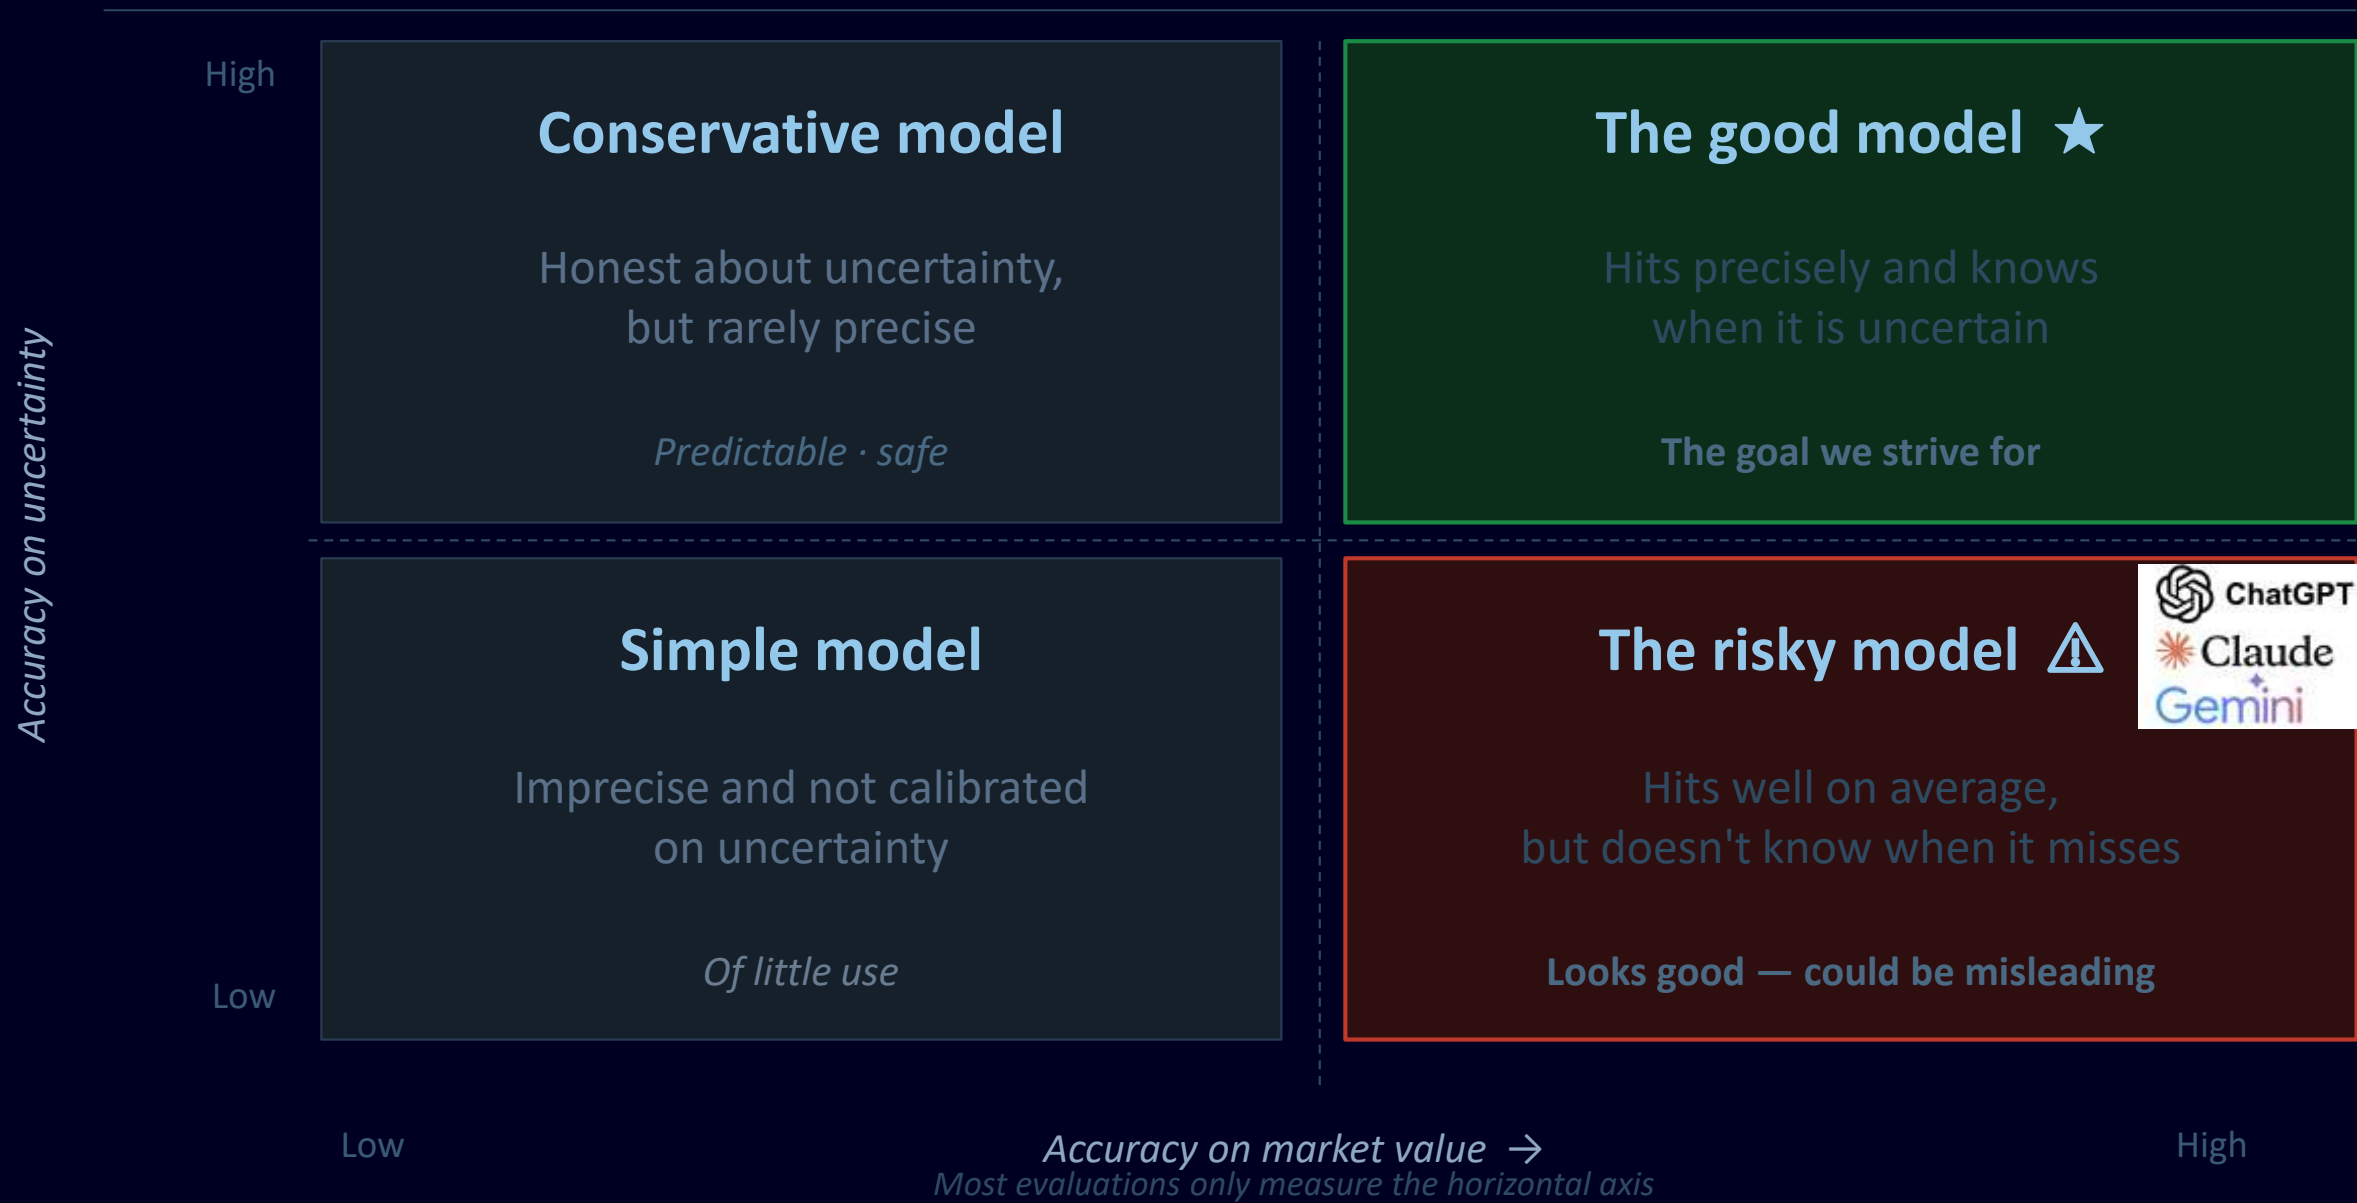 High
Conservative model
The good model ★
Honest about uncertainty,
but rarely precise
Hits precisely and knows
when it is uncertain
Predictable · safe
The goal we strive for
Accuracy on uncertainty
Simple model
The risky model ⚠
ChatGPT
Claude
Gemini
Imprecise and not calibrated
on uncertainty
Hits well on average,
but doesn't know when it misses
Of little use
Looks good — could be misleading
Low
Low
Accuracy on market value →
High
Most evaluations only measure the horizontal axis